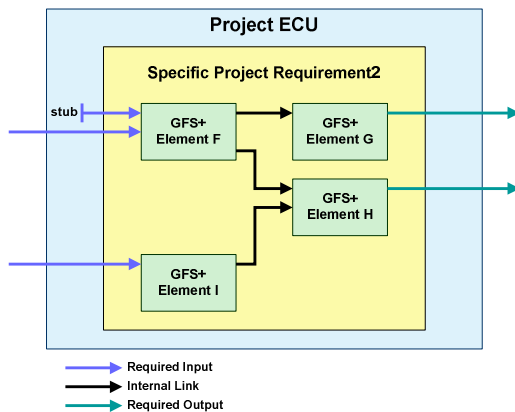 Project ECU
Specific Project Requirement2
stub
GFS+
Element F
GFS+
Element G
GFS+
Element H
GFS+
Element I
Required Input
Internal Link
Required Output